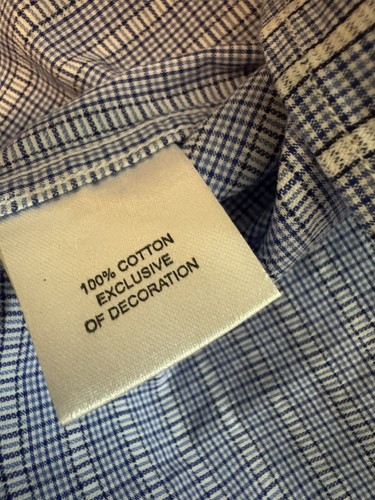 100% COTTON
EXCLUSIVE
OF DECORATION